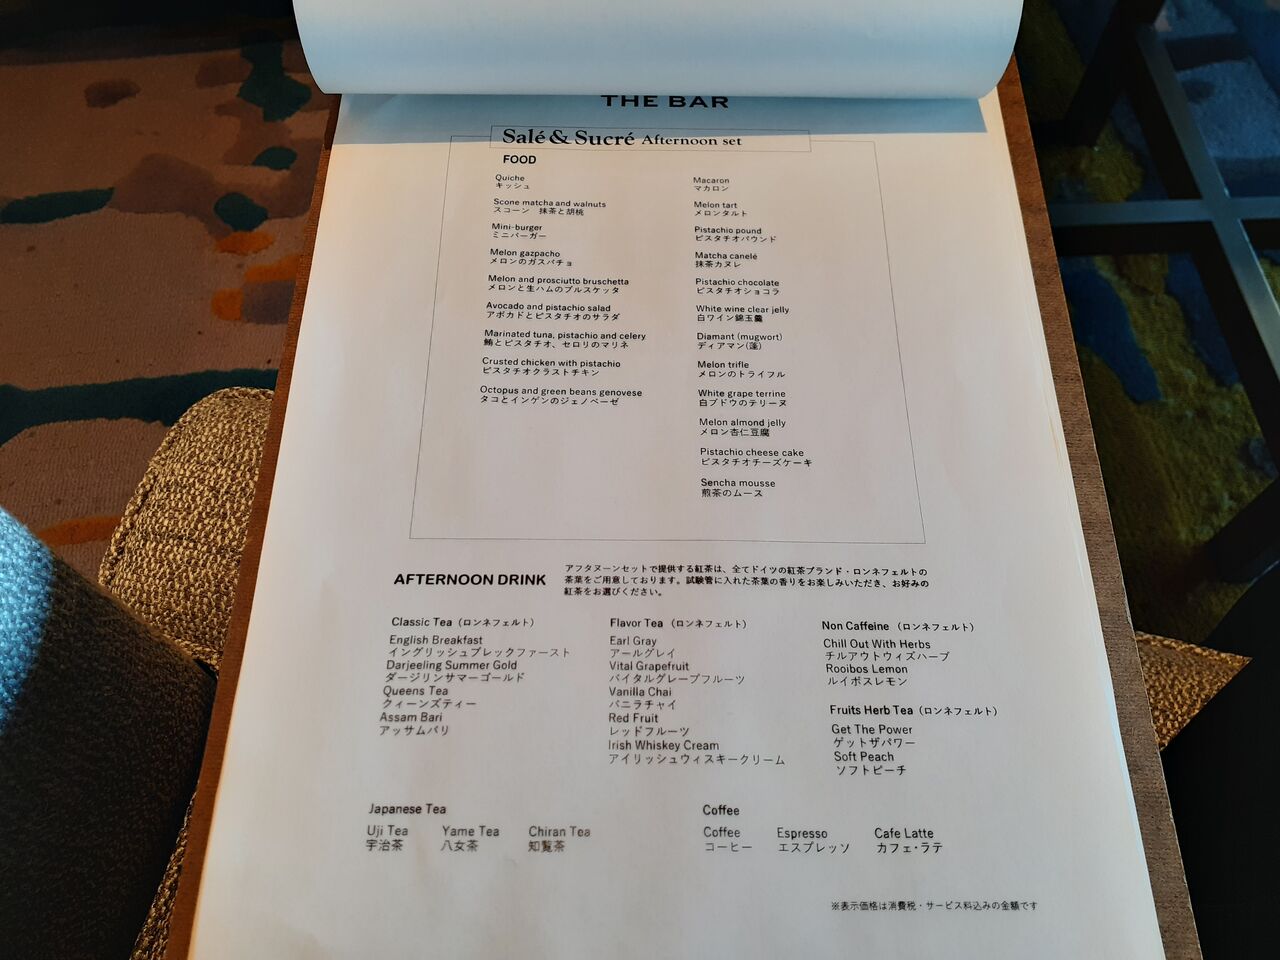 THE BAR
Salé & Sucré Afternoon set
FOOD
Quiche
キッシュ
Scone matcha and walnuts
スコーン 抹茶と胡桃
Mini-burger
ミニバーガー
Melon gazpacho
メロンのガスパチョ
Melon and prosciutto bruschetta
メロンと生ハムのブルスケッタ
Avocado and pistachio salad
アボカドとピスタチオのサラダ
Marinated tuna, pistachio and celery
鮪とピスタチオ、セロリのマリネ
Crusted chicken with pistachio
ピスタチオクラストチキン
Octopus and green beans genovese
タコとインゲンのジェノベーゼ
Macaron
マカロン
Melon tart
メロンタルト
Pistachio pound
ピスタチオパウンド
Matcha canelé
抹茶カヌレ
Pistachio chocolate
ピスタチオショコラ
White wine clear jelly
白ワイン錦玉羹
Diamant (mugwort)
ディアマン(蓬)
Melon trifle
メロンのトライフル
White grape terrine
白ブドウのテリーヌ
Melon almond jelly
メロン杏仁豆腐
Pistachio cheese cake
ピスタチオチーズケーキ
Sencha mousse
煎茶のムース
AFTERNOON DRINK
アフタヌーンセットで提供する紅茶は、全てドイツの紅茶ブランド・ロンネフェルトの
茶葉をご用意しております。試験管に入れた茶葉の香りをお楽しみいただき、お好みの
紅茶をお選びください。
Classic Tea（ロンネフェルト）
English Breakfast
イングリッシュブレックファースト
Darjeeling Summer Gold
ダージリンサマーゴールド
Queens Tea
クィーンズティー
Assam Bari
アッサムバリ
Flavor Tea（ロンネフェルト）
Earl Gray
アールグレイ
Vital Grapefruit
バイタルグレープフルーツ
Vanilla Chai
バニラチャイ
Red Fruit
レッドフルーツ
Irish Whiskey Cream
アイリッシュウィスキークリーム
Non Caffeine（ロンネフェルト）
Chill Out With Herbs
チルアウトウィズハーブ
Rooibos Lemon
ルイボスレモン
Fruits Herb Tea（ロンネフェルト）
Get The Power
ゲットザパワー
Soft Peach
ソフトピーチ
Japanese Tea
Uji Tea Yame Tea Chiran Tea
宇治茶 八女茶 知覧茶
Coffee
Coffee Espresso Cafe Latte
コーヒー エスプレッソ カフェ・ラテ
※表示価格は消費税・サービス料込みの金額です